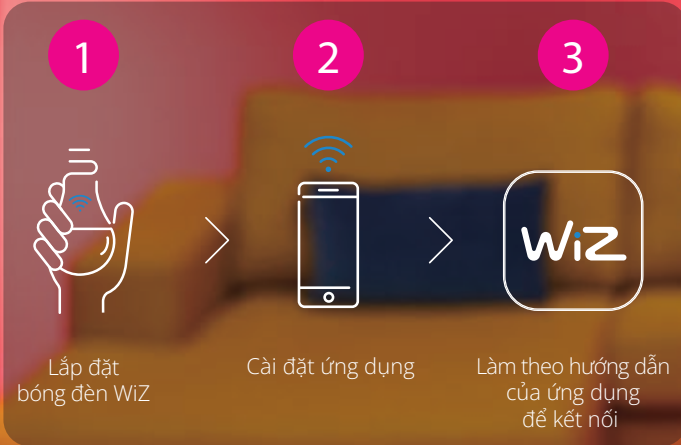 1
2
3
WiZ
Lắp đặt
bóng đèn WiZ
Cài đặt ứng dụng
Làm theo hướng dẫn
của ứng dụng
để kết nối